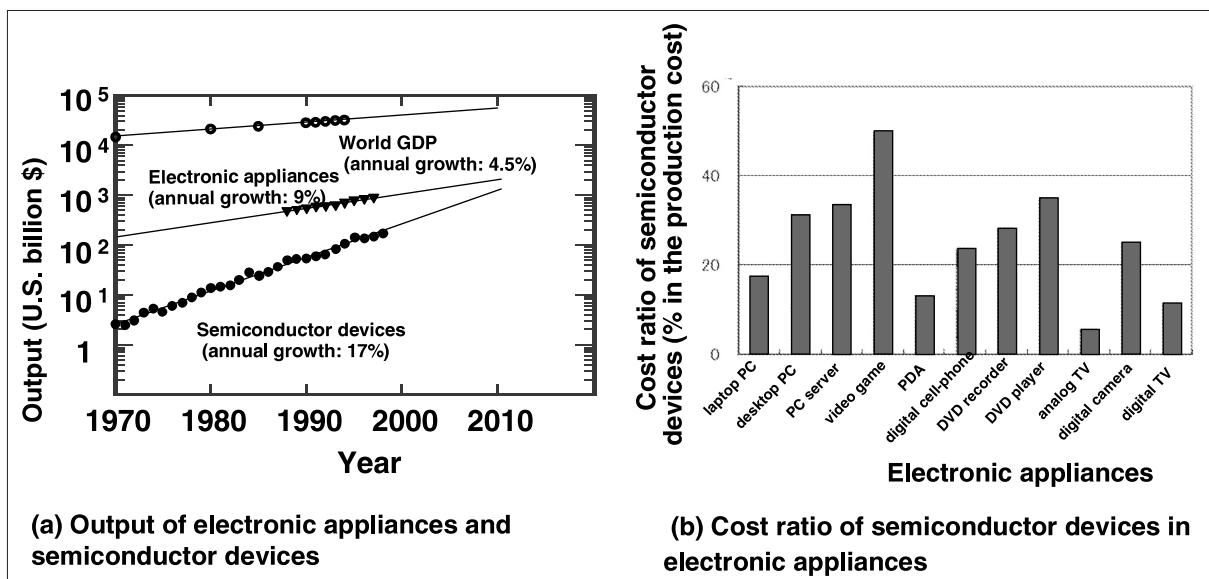 10^5
10^4
10^3
10^2
10^1
1
Output (U.S. billion $)
World GDP
(annual growth: 4.5%)
Electronic appliances
(annual growth: 9%)
Semiconductor devices
(annual growth: 17%)
1970
1980
1990
2000
2010
Year
(a) Output of electronic appliances and
semiconductor devices
Cost ratio of semiconductor
devices (% in the production cost)
60
40
20
0
laptop PC
desktop PC
PC server
video game
PDA
digital cell-phone
DVD recorder
DVD player
analog TV
digital camera
digital TV
Electronic appliances
(b) Cost ratio of semiconductor devices in
electronic appliances